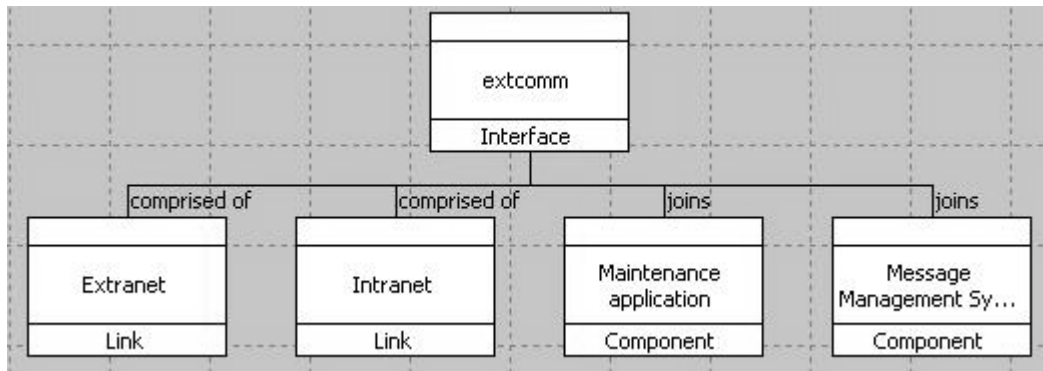 extcomm
Interface
comprised of
comprised of
joins
joins
Extranet
Link
Intranet
Link
Maintenance
application
Component
Message
Management Sy...
Component